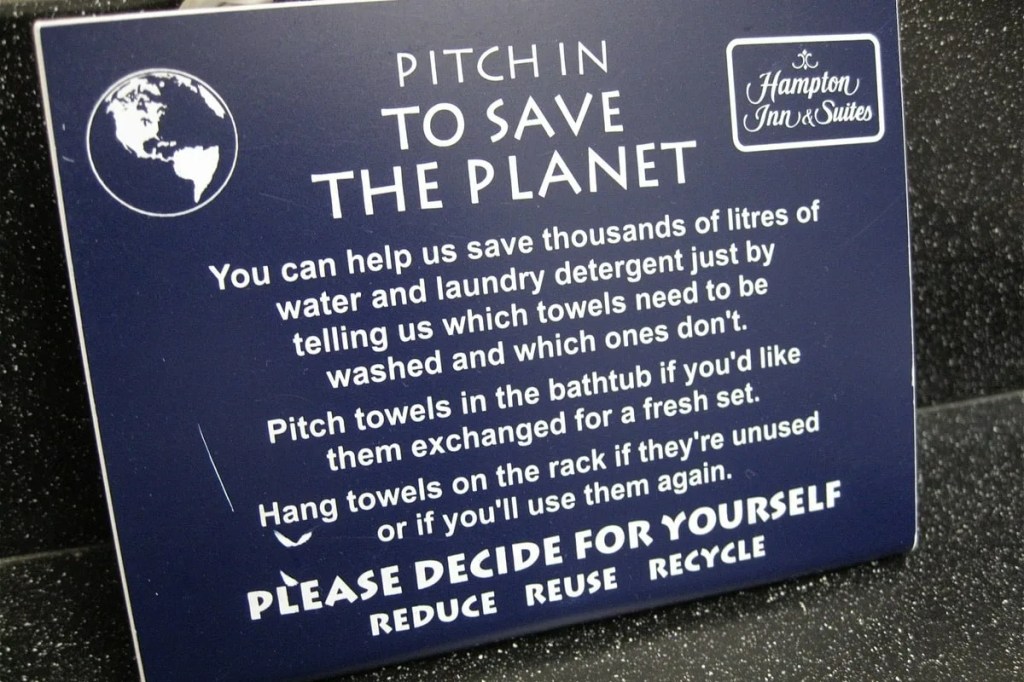 PITCH IN
TO SAVE
THE PLANET
Hampton
Inn & Suites
You can help us save thousands of litres of
water and laundry detergent just by
telling us which towels need to be
washed and which ones don't.
Pitch towels in the bathtub if you'd like
them exchanged for a fresh set.
Hang towels on the rack if they're unused
or if you'll use them again.
PLEASE DECIDE FOR YOURSELF
REDUCE REUSE RECYCLE